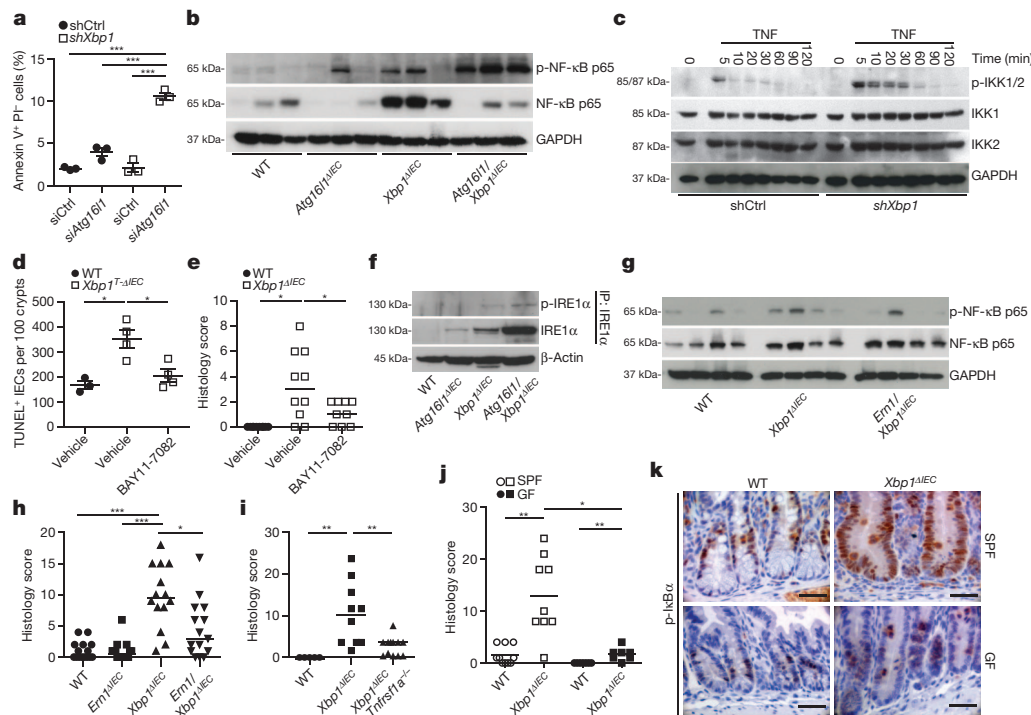 a
● shCtrl
□ shXbp1
Annexin V⁺ PI⁻ cells (%)
15
10
5
0
***
***
***
siCtrl
siAtg16l1
siCtrl
siAtg16l1
b
65 kDa-
p-NF-κB p65
65 kDa-
NF-κB p65
37 kDa-
GAPDH
WT
Atg16l1ΔIEC
Xbp1ΔIEC
Atg16l1/
Xbp1ΔIEC
c
TNF
TNF
0 5 10 20 30 60 90 120 0 5 10 20 30 60 90 120 Time (min)
85/87 kDa-
p-IKK1/2
85 kDa-
IKK1
87 kDa-
IKK2
37 kDa-
GAPDH
shCtrl
shXbp1
d
● WT
□ Xbp1T-ΔIEC
TUNEL⁺ IECs per 100 crypts
500
400
300
200
100
0
*
*
Vehicle
Vehicle
BAY11-7082
e
● WT
□ Xbp1ΔIEC
Histology score
10
8
6
4
2
0
*
*
Vehicle
Vehicle
BAY11-7082
f
130 kDa-
p-IRE1α
130 kDa-
IRE1α
IP: IRE1α
45 kDa-
β-Actin
WT
Atg16l1ΔIEC
Xbp1ΔIEC
Atg16l1/
Xbp1ΔIEC
g
65 kDa-
p-NF-κB p65
65 kDa-
NF-κB p65
37 kDa-
GAPDH
WT
Xbp1ΔIEC
Ern1/
Xbp1ΔIEC
h
Histology score
20
15
10
5
0
***
***
*
WT
Ern1ΔIEC
Xbp1ΔIEC
Ern1/
Xbp1ΔIEC
i
Histology score
30
20
10
0
**
**
WT
Xbp1ΔIEC
Xbp1ΔIEC
Tnfrsf1a⁻/⁻
j
○□ SPF
●■ GF
Histology score
30
20
10
0
**
*
**
WT
Xbp1ΔIEC
WT
Xbp1ΔIEC
k
WT
Xbp1ΔIEC
p-IκBα
SPF
GF